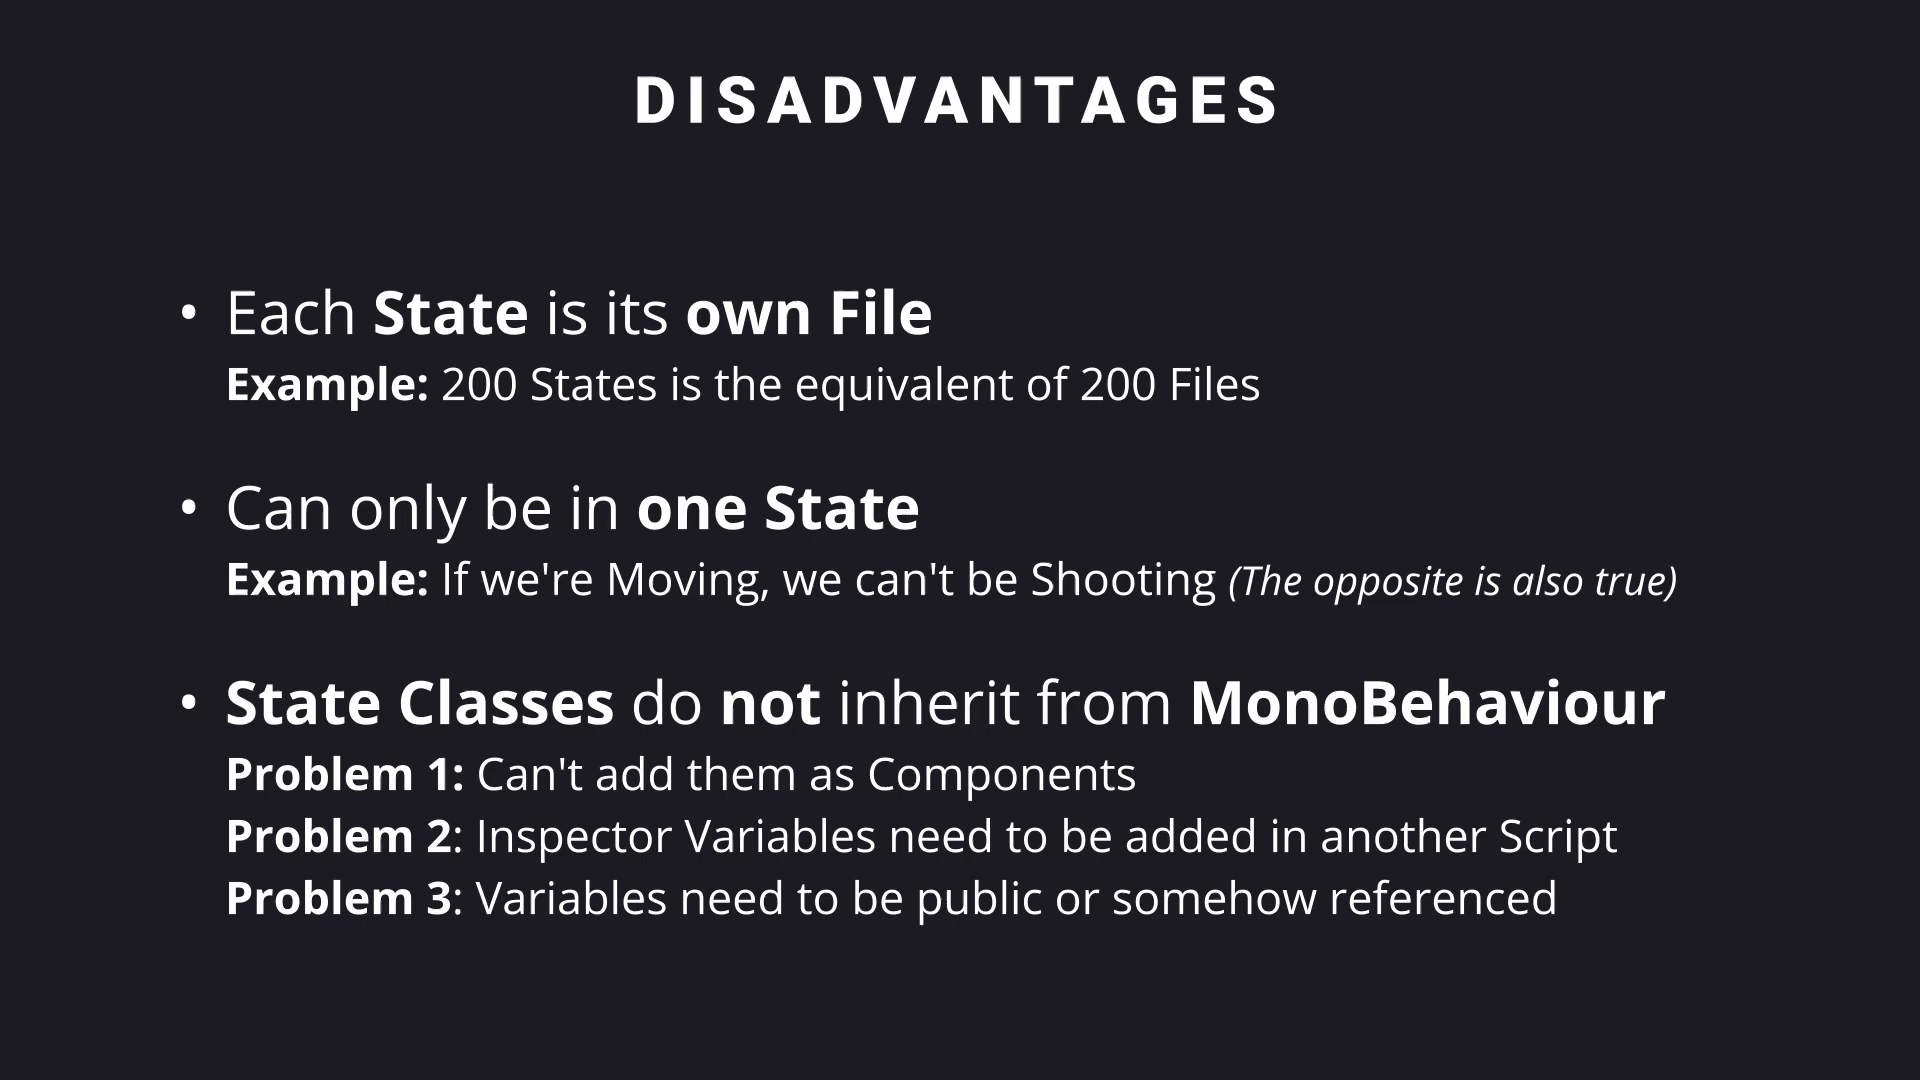 DISADVANTAGES
• Each State is its own File
Example: 200 States is the equivalent of 200 Files
• Can only be in one State
Example: If we're Moving, we can't be Shooting (The opposite is also true)
• State Classes do not inherit from MonoBehaviour
Problem 1: Can't add them as Components
Problem 2: Inspector Variables need to be added in another Script
Problem 3: Variables need to be public or somehow referenced